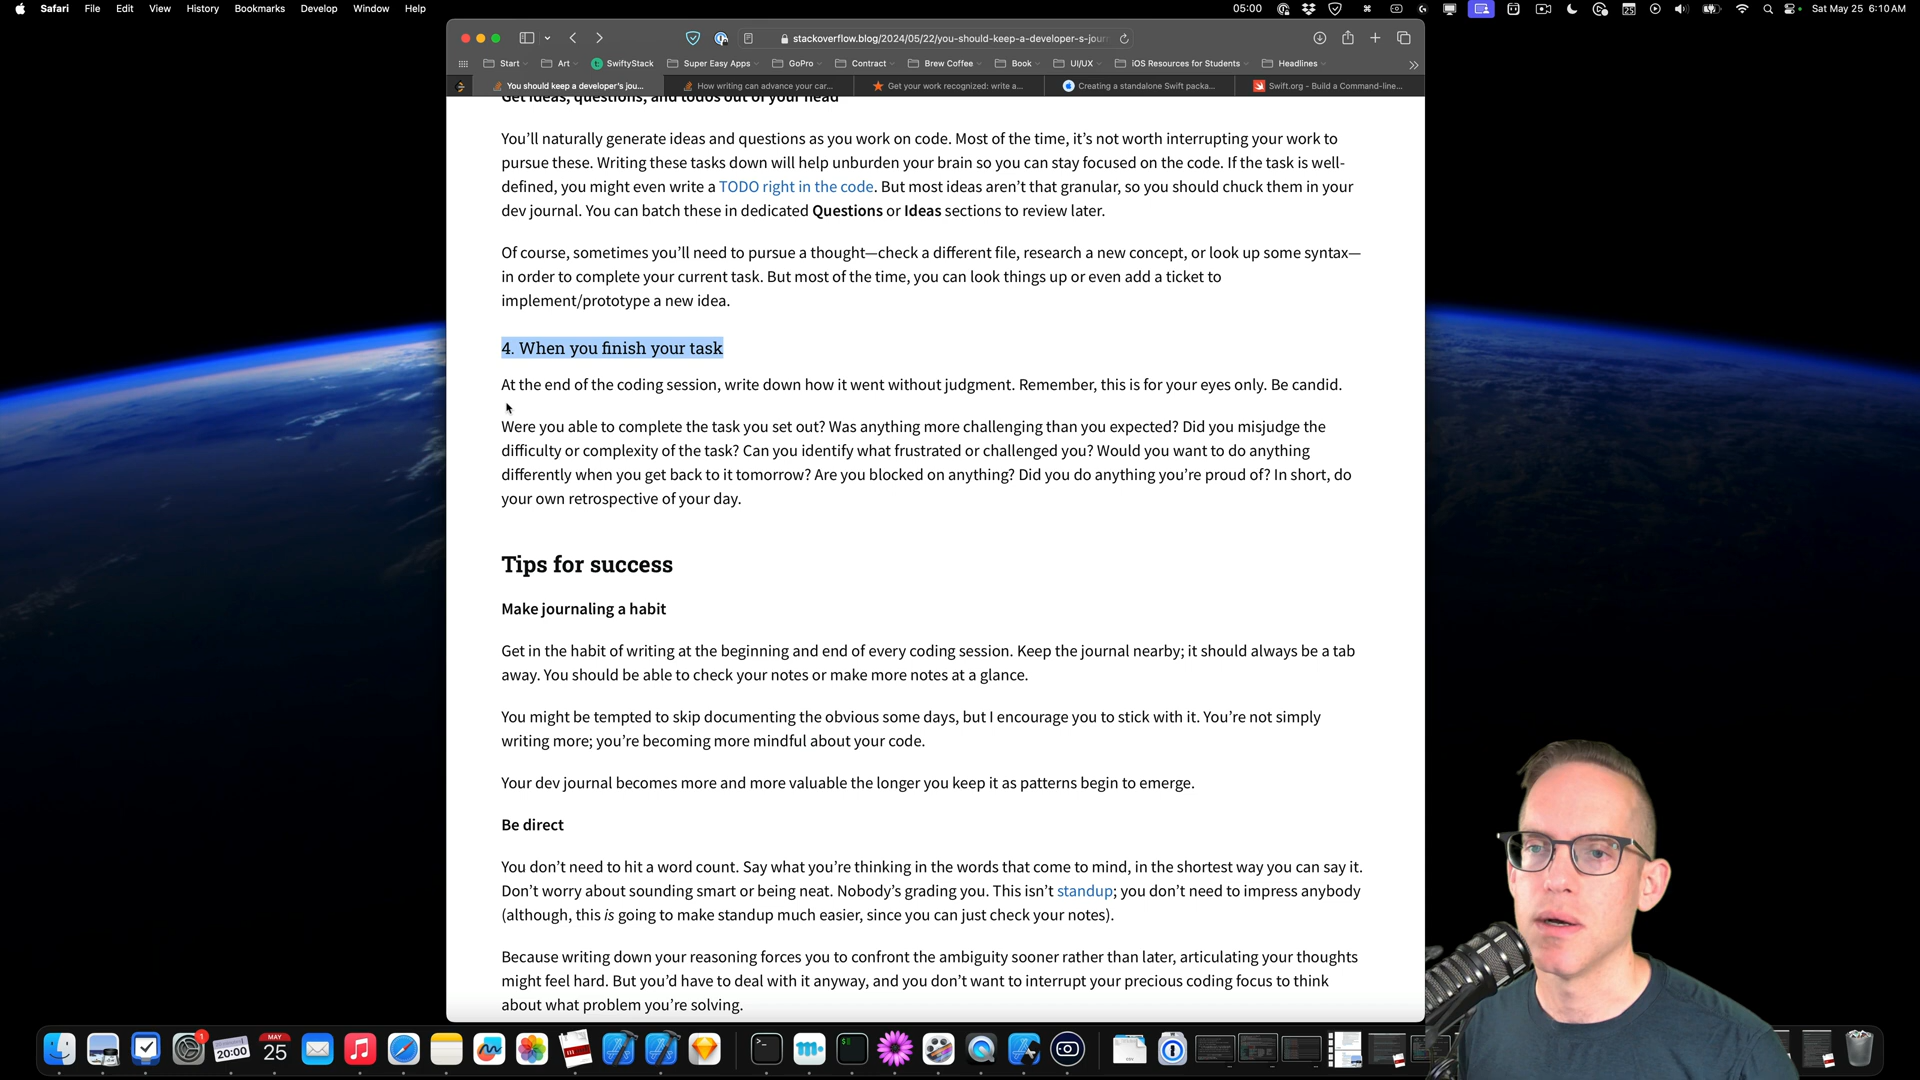 Safari File Edit View History Bookmarks Develop Window Help 05:00 Sat May 25 6:10 AM
stackoverflow.blog/2024/05/22/you-should-keep-a-developer-s-jour
Start Art SwiftyStack Super Easy Apps GoPro Contract Brew Coffee Book UI/UX iOS Resources for Students Headlines
You should keep a developer's jou... How writing can advance your car... Get your work recognized: write a... Creating a standalone Swift packa... Swift.org - Build a Command-line...
Get ideas, questions, and todos out of your head
You’ll naturally generate ideas and questions as you work on code. Most of the time, it’s not worth interrupting your work to
pursue these. Writing these tasks down will help unburden your brain so you can stay focused on the code. If the task is well-
defined, you might even write a TODO right in the code. But most ideas aren’t that granular, so you should chuck them in your
dev journal. You can batch these in dedicated Questions or Ideas sections to review later.
Of course, sometimes you’ll need to pursue a thought—check a different file, research a new concept, or look up some syntax—
in order to complete your current task. But most of the time, you can look things up or even add a ticket to
implement/prototype a new idea.
4. When you finish your task
At the end of the coding session, write down how it went without judgment. Remember, this is for your eyes only. Be candid.
Were you able to complete the task you set out? Was anything more challenging than you expected? Did you misjudge the
difficulty or complexity of the task? Can you identify what frustrated or challenged you? Would you want to do anything
differently when you get back to it tomorrow? Are you blocked on anything? Did you do anything you’re proud of? In short, do
your own retrospective of your day.
Tips for success
Make journaling a habit
Get in the habit of writing at the beginning and end of every coding session. Keep the journal nearby; it should always be a tab
away. You should be able to check your notes or make more notes at a glance.
You might be tempted to skip documenting the obvious some days, but I encourage you to stick with it. You’re not simply
writing more; you’re becoming more mindful about your code.
Your dev journal becomes more and more valuable the longer you keep it as patterns begin to emerge.
Be direct
You don’t need to hit a word count. Say what you’re thinking in the words that come to mind, in the shortest way you can say it.
Don’t worry about sounding smart or being neat. Nobody’s grading you. This isn’t standup; you don’t need to impress anybody
(although, this is going to make standup much easier, since you can just check your notes).
Because writing down your reasoning forces you to confront the ambiguity sooner rather than later, articulating your thoughts
might feel hard. But you’d have to deal with it anyway, and you don’t want to interrupt your precious coding focus to think
about what problem you’re solving.
1 20:00 MAY 25